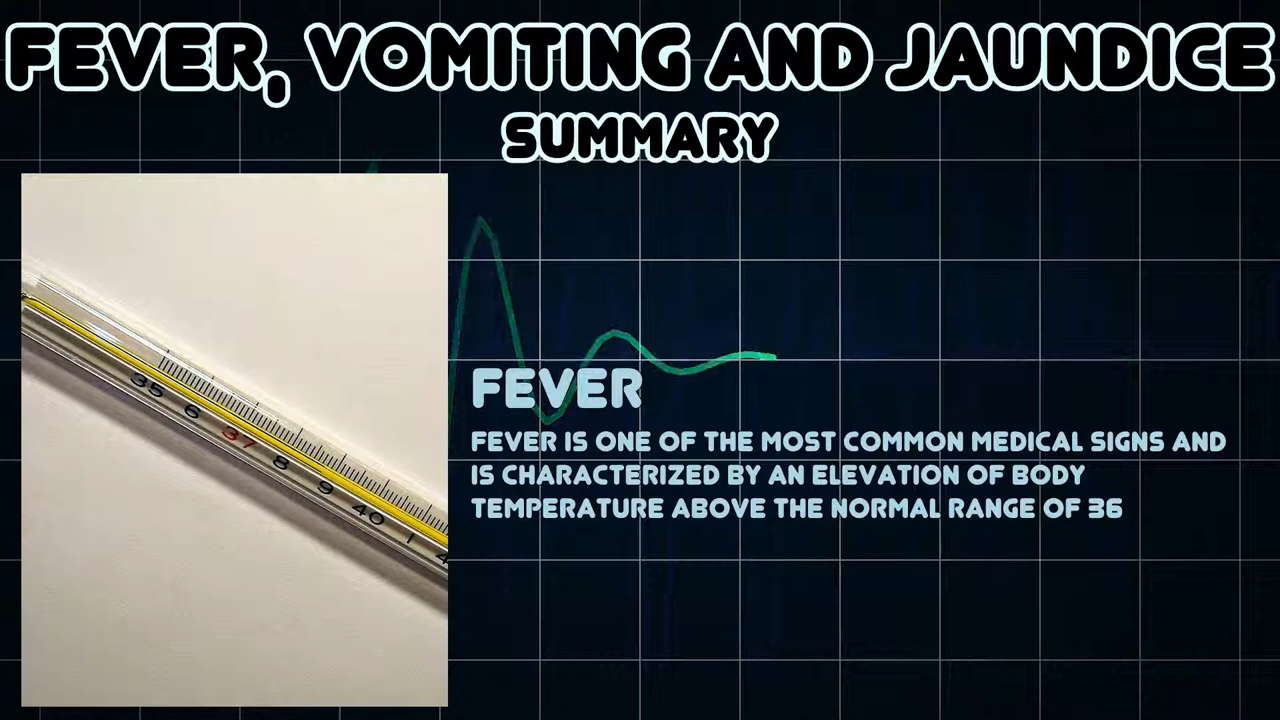 FEVER, VOMITING AND JAUNDICE
SUMMARY
35 6 37 8 9 40 1 4
FEVER
FEVER IS ONE OF THE MOST COMMON MEDICAL SIGNS AND
IS CHARACTERIZED BY AN ELEVATION OF BODY
TEMPERATURE ABOVE THE NORMAL RANGE OF 36